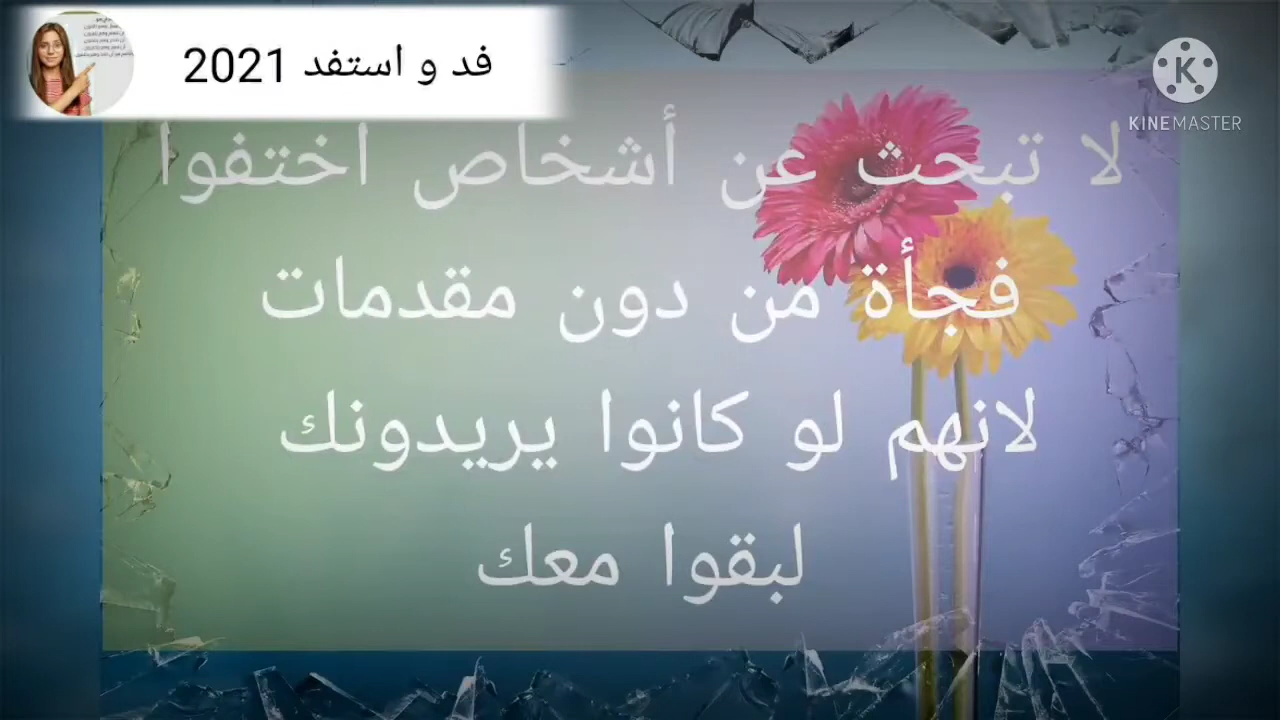 فد و استفد 2021
KINEMASTER
لا تبحث عن أشخاص اختفوا
فجأة من دون مقدمات
لانهم لو كانوا يريدونك
لبقوا معك